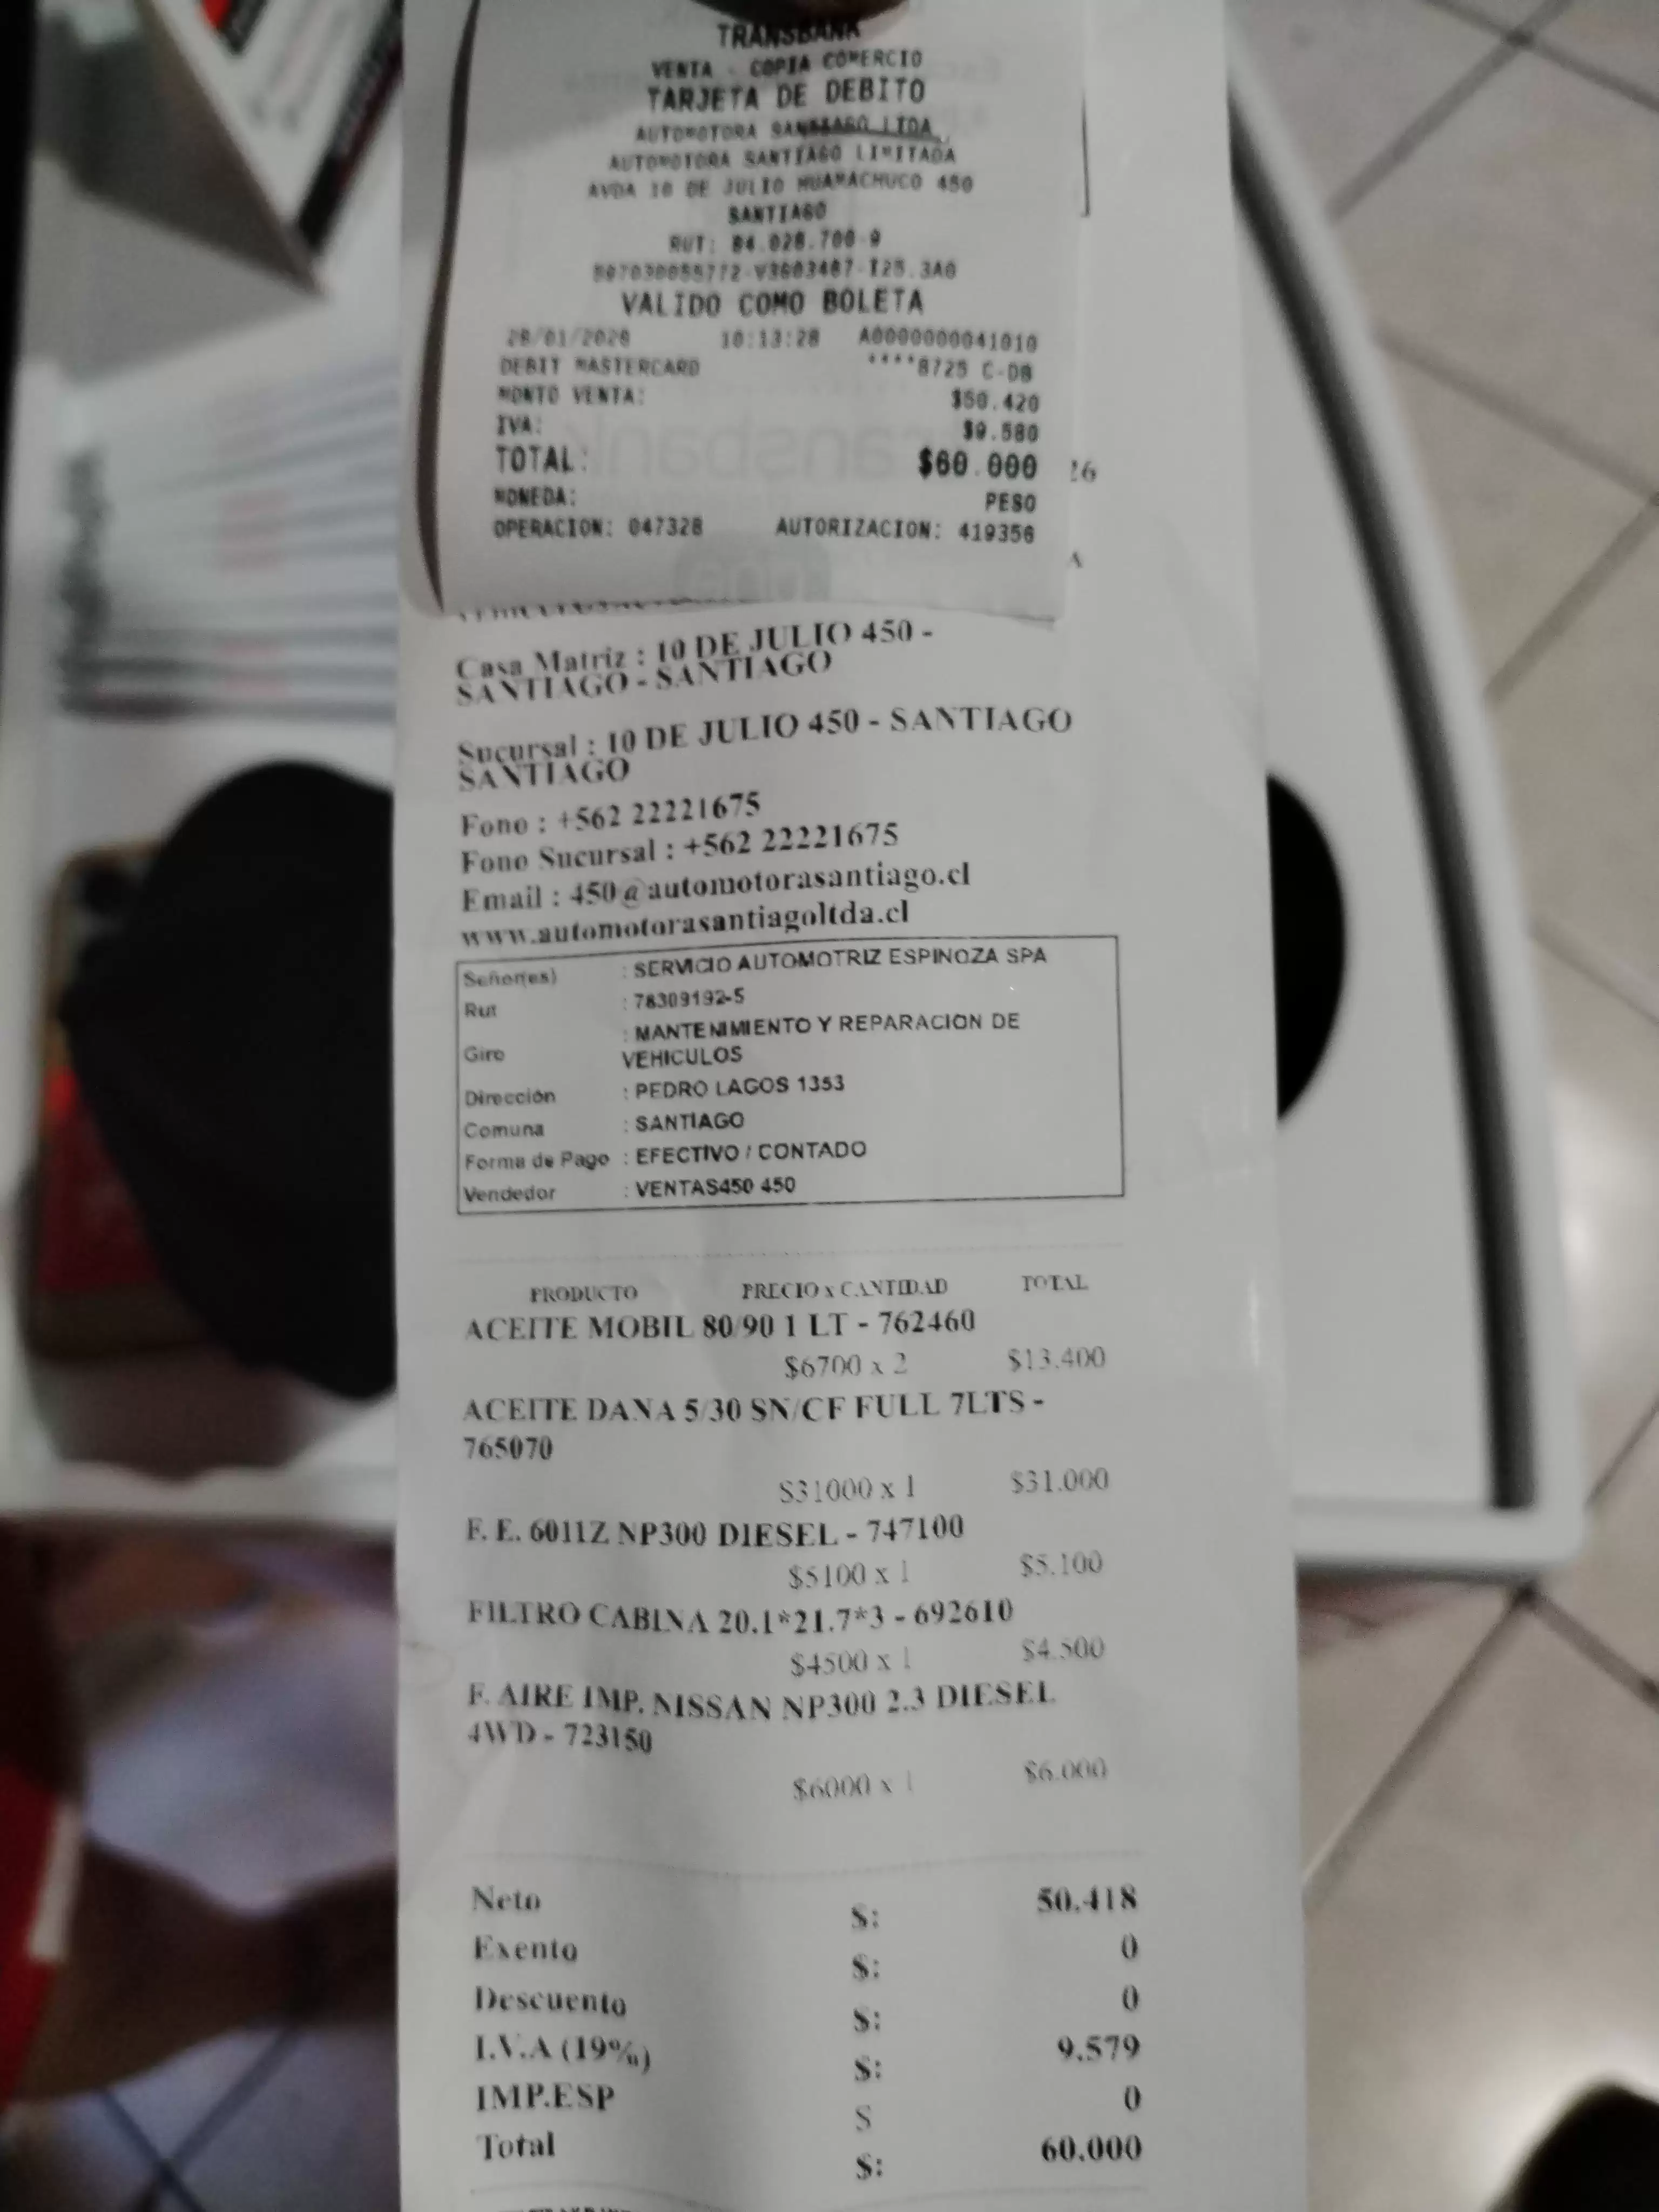 TRANSBANK
VENTA - COPIA COMERCIO
TARJETA DE DEBITO
AUTOMOTORA SANTIAGO LTDA.
AUTOMOTORA SANTIAGO LIMITADA
AVDA 10 DE JULIO HUAMACHUCO 450
SANTIAGO
RUT: 84.028.700-9
VALIDO COMO BOLETA
10:13:28 A0000000041010
DEBIT MASTERCARD ****8725 C-DB
MONTO VENTA: $50.420
IVA: $9.580
TOTAL: $60.000
MONEDA: PESO
OPERACION: 047328 AUTORIZACION: 419356
Casa Matriz : 10 DE JULIO 450 -
SANTIAGO - SANTIAGO
Sucursal : 10 DE JULIO 450 - SANTIAGO
SANTIAGO
Fono : +562 22221675
Fono Sucursal : +562 22221675
Email : 450@automotorasantiago.cl
www.automotorasantiagoltda.cl
Señor(es) : SERVICIO AUTOMOTRIZ ESPINOZA SPA
Rut : 78309192-5
Giro : MANTENIMIENTO Y REPARACION DE
VEHICULOS
Dirección : PEDRO LAGOS 1353
Comuna : SANTIAGO
Forma de Pago : EFECTIVO / CONTADO
Vendedor : VENTAS450 450
PRODUCTO PRECIO x CANTIDAD TOTAL
ACEITE MOBIL 80/90 1 LT - 762460
$6700 x 2 $13.400
ACEITE DANA 5/30 SN/CF FULL 7LTS -
765070
$31000 x 1 $31.000
F. E. 6011Z NP300 DIESEL - 747100
$5100 x 1 $5.100
FILTRO CABINA 20.1*21.7*3 - 692610
$4500 x 1 $4.500
F. AIRE IMP. NISSAN NP300 2.3 DIESEL
4WD - 723150
$6000 x 1 $6.000
Neto $: 50.418
Exento $: 0
Descuento $: 0
I.V.A (19%) $: 9.579
IMP.ESP $ 0
Total $: 60.000